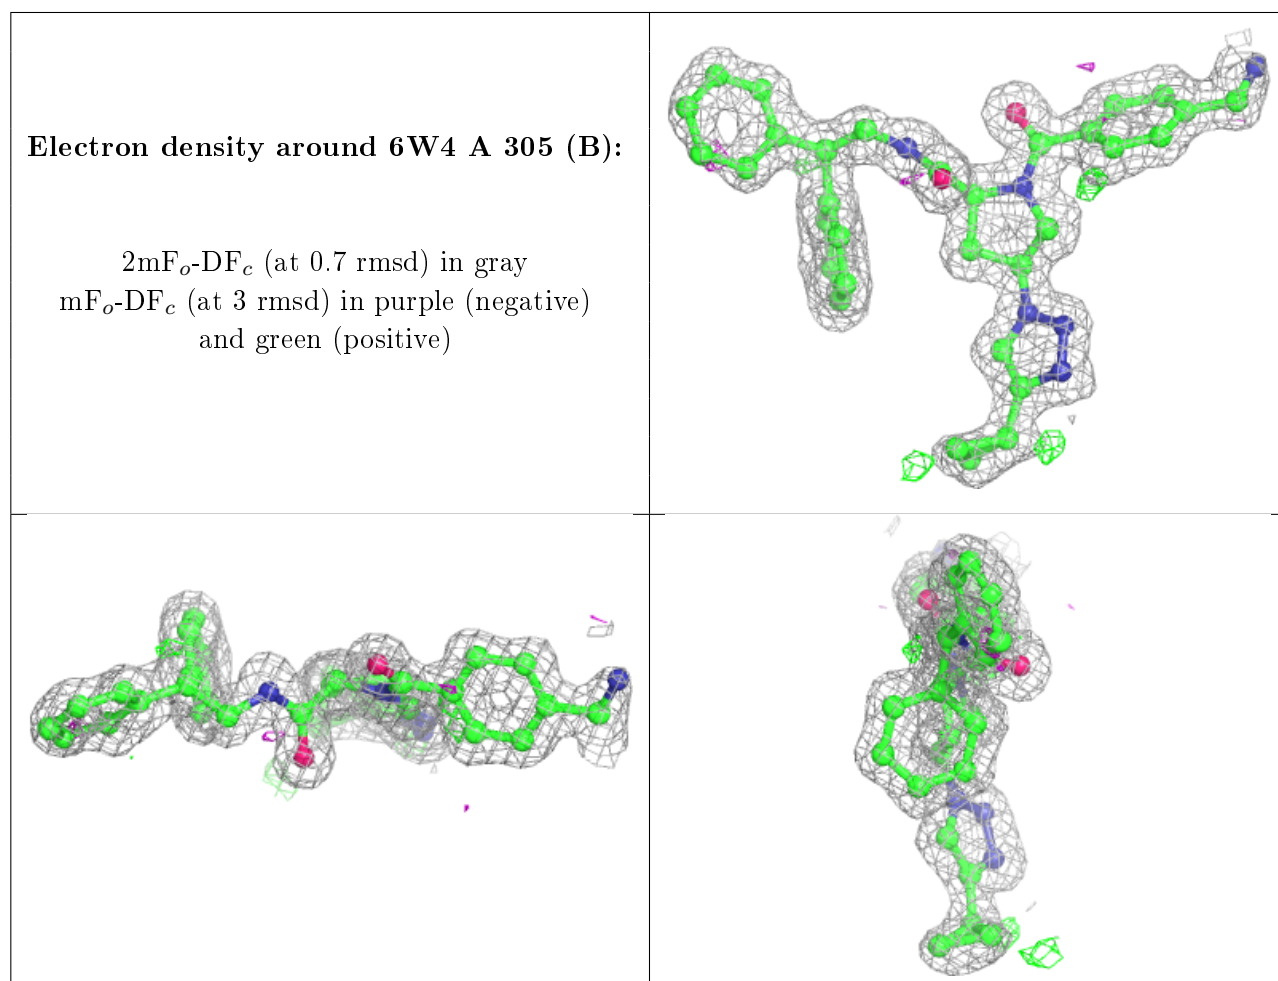 Electron density around 6W4 A 305 (B):
2mFo-DFc (at 0.7 rmsd) in gray
mFo-DFc (at 3 rmsd) in purple (negative)
and green (positive)